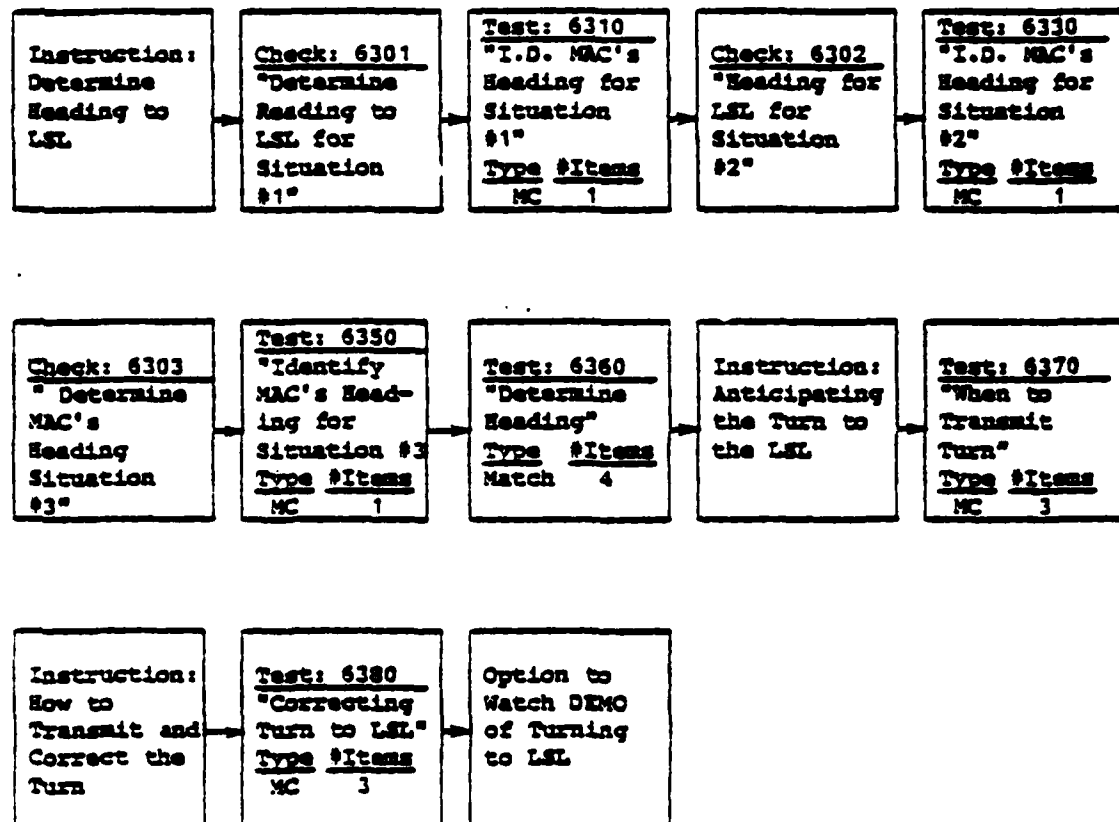 Instruction:
Determine
Heading to
LSL
Check: 6301
"Determine
Heading to
LSL for
Situation
#1"
Test: 6310
"I.D. MAC's
Heading for
Situation
#1"
Type #Items
MC 1
Check: 6302
"Heading for
LSL for
Situation
#2"
Test: 6330
"I.D. MAC's
Heading for
Situation
#2"
Type #Items
MC 1
Check: 6303
" Determine
MAC's
Heading
Situation
#3"
Test: 6350
"Identify
MAC's Head-
ing for
Situation #3
Type #Items
MC 1
Test: 6360
"Determine
Heading"
Type #Items
Match 4
Instruction:
Anticipating
the Turn to
the LSL
Test: 6370
"When to
Transmit
Turn"
Type #Items
MC 3
Instruction:
How to
Transmit and
Correct the
Turn
Test: 6380
"Correcting
Turn to LSL"
Type #Items
MC 3
Option to
Watch DEMO
of Turning
to LSL